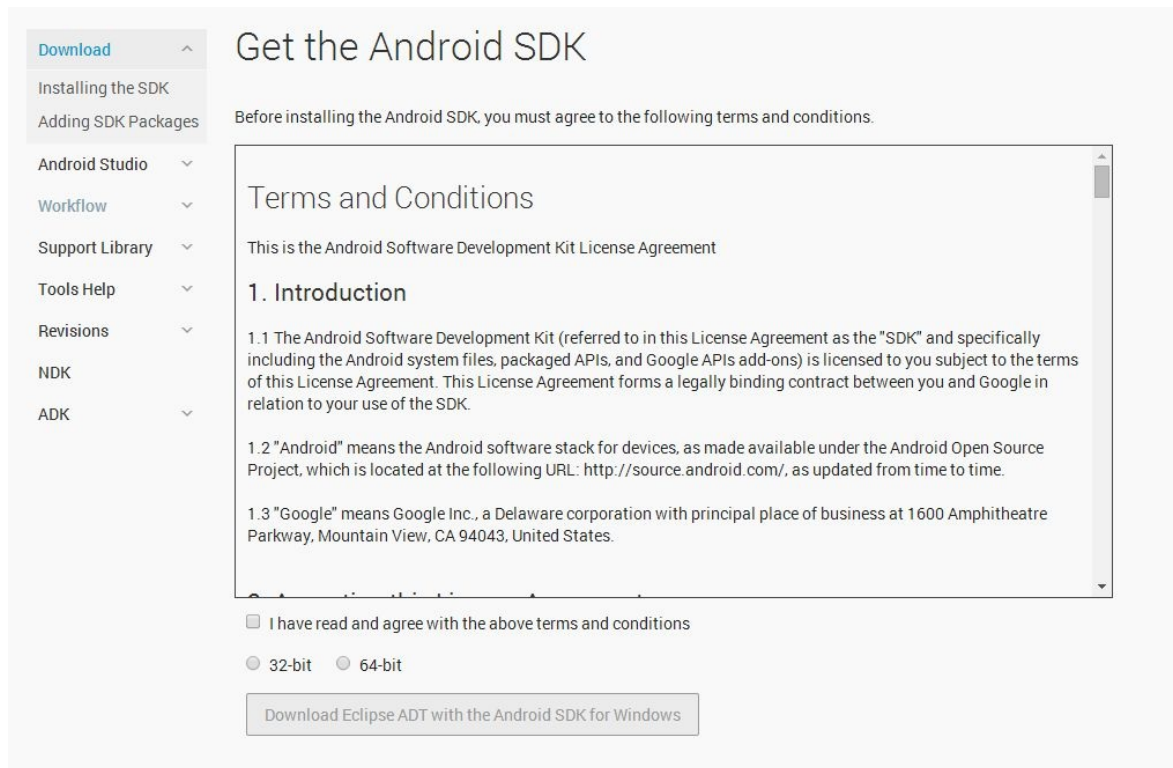 Download
Installing the SDK
Adding SDK Packages
Android Studio
Workflow
Support Library
Tools Help
Revisions
NDK
ADK
Get the Android SDK
Before installing the Android SDK, you must agree to the following terms and conditions.
Terms and Conditions
This is the Android Software Development Kit License Agreement
1. Introduction
1.1 The Android Software Development Kit (referred to in this License Agreement as the "SDK" and specifically
including the Android system files, packaged APIs, and Google APIs add-ons) is licensed to you subject to the terms
of this License Agreement. This License Agreement forms a legally binding contract between you and Google in
relation to your use of the SDK.
1.2 "Android" means the Android software stack for devices, as made available under the Android Open Source
Project, which is located at the following URL: http://source.android.com/, as updated from time to time.
1.3 "Google" means Google Inc., a Delaware corporation with principal place of business at 1600 Amphitheatre
Parkway, Mountain View, CA 94043, United States.
I have read and agree with the above terms and conditions
32-bit 64-bit
Download Eclipse ADT with the Android SDK for Windows